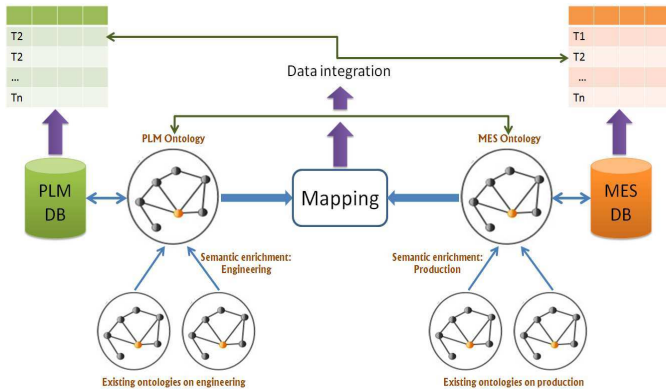 T2
T2
...
Tn
T1
T2
...
Tn
Data integration
PLM Ontology
MES Ontology
PLM
DB
Mapping
MES
DB
Semantic enrichment:
Engineering
Semantic enrichment:
Production
Existing ontologies on engineering
Existing ontologies on production